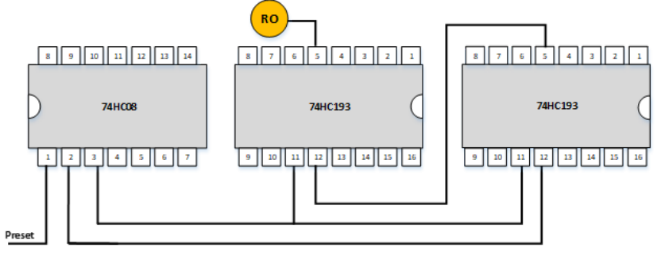 RO
8 9 10 11 12 13 14
8 7 6 5 4 3 2 1
8 7 6 5 4 3 2 1
74HC08
74HC193
74HC193
1 2 3 4 5 6 7
9 10 11 12 13 14 15 16
9 10 11 12 13 14 15 16
Preset